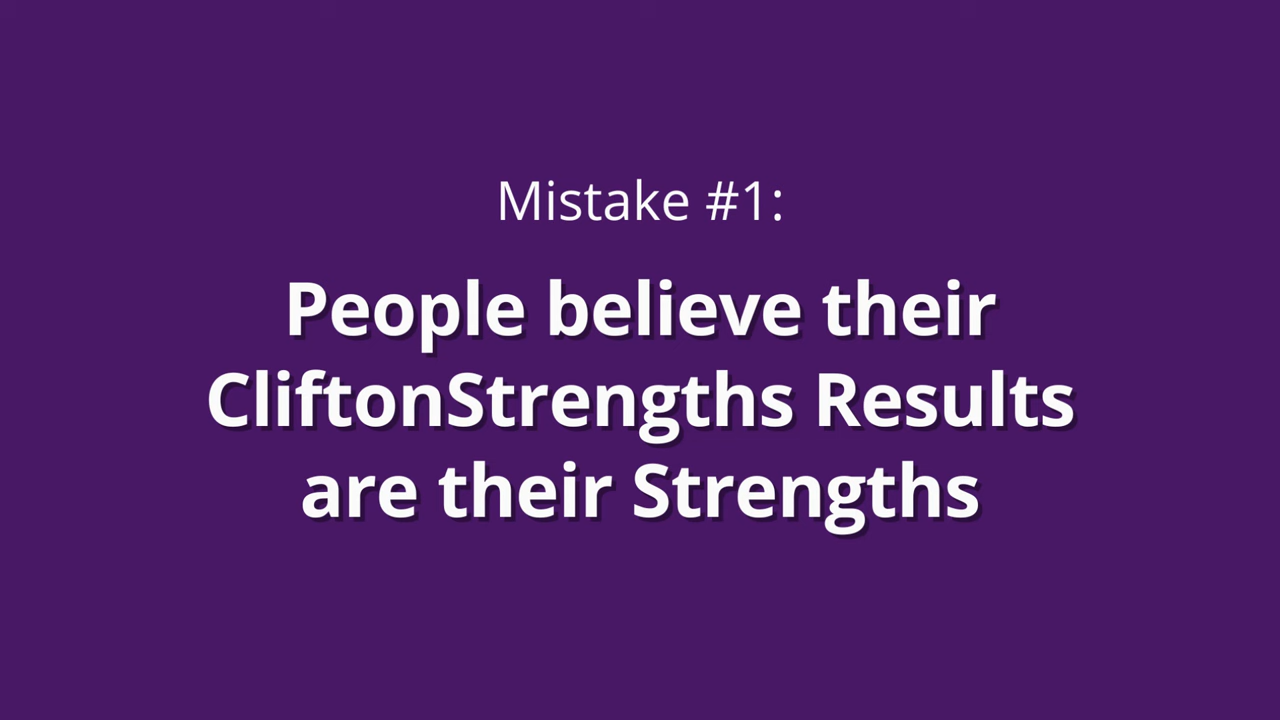 Mistake #1:
People believe their
CliftonStrengths Results
are their Strengths